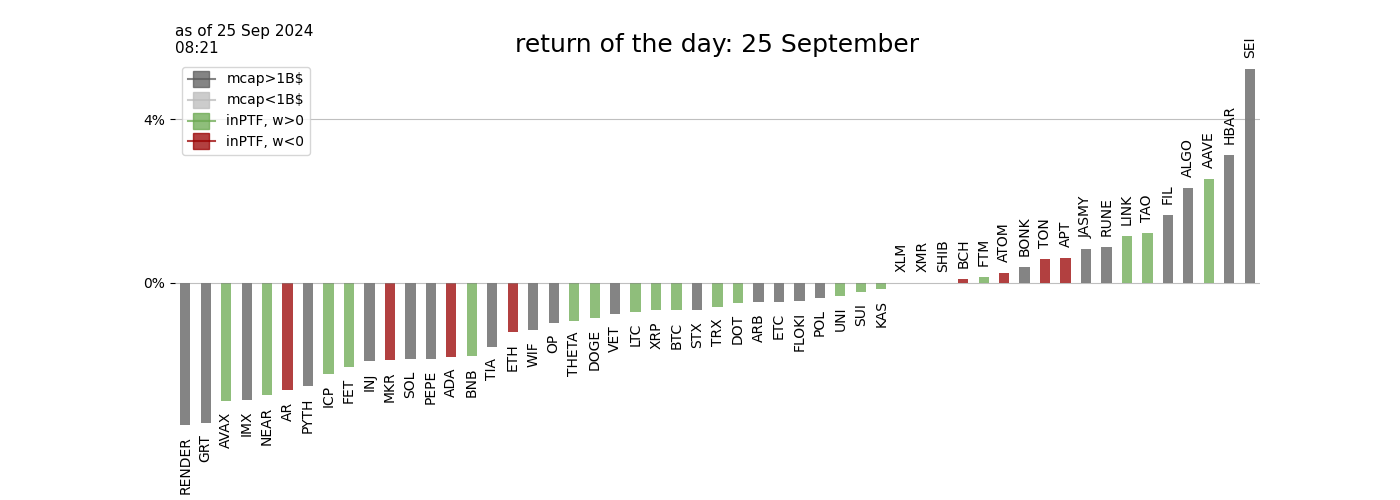 as of 25 Sep 2024
08:21
return of the day: 25 September
mcap>1B$
mcap<1B$
inPTF, w>0
inPTF, w<0
4%
0%
RENDER
GRT
AVAX
IMX
NEAR
AR
PYTH
ICP
FET
INJ
MKR
SOL
PEPE
ADA
BNB
TIA
ETH
WIF
OP
THETA
DOGE
VET
LTC
XRP
BTC
STX
TRX
DOT
ARB
ETC
FLOKI
POL
UNI
SUI
KAS
XLM
XMR
SHIB
BCH
FTM
ATOM
BONK
TON
APT
JASMY
RUNE
LINK
TAO
FIL
ALGO
AAVE
HBAR
SEI